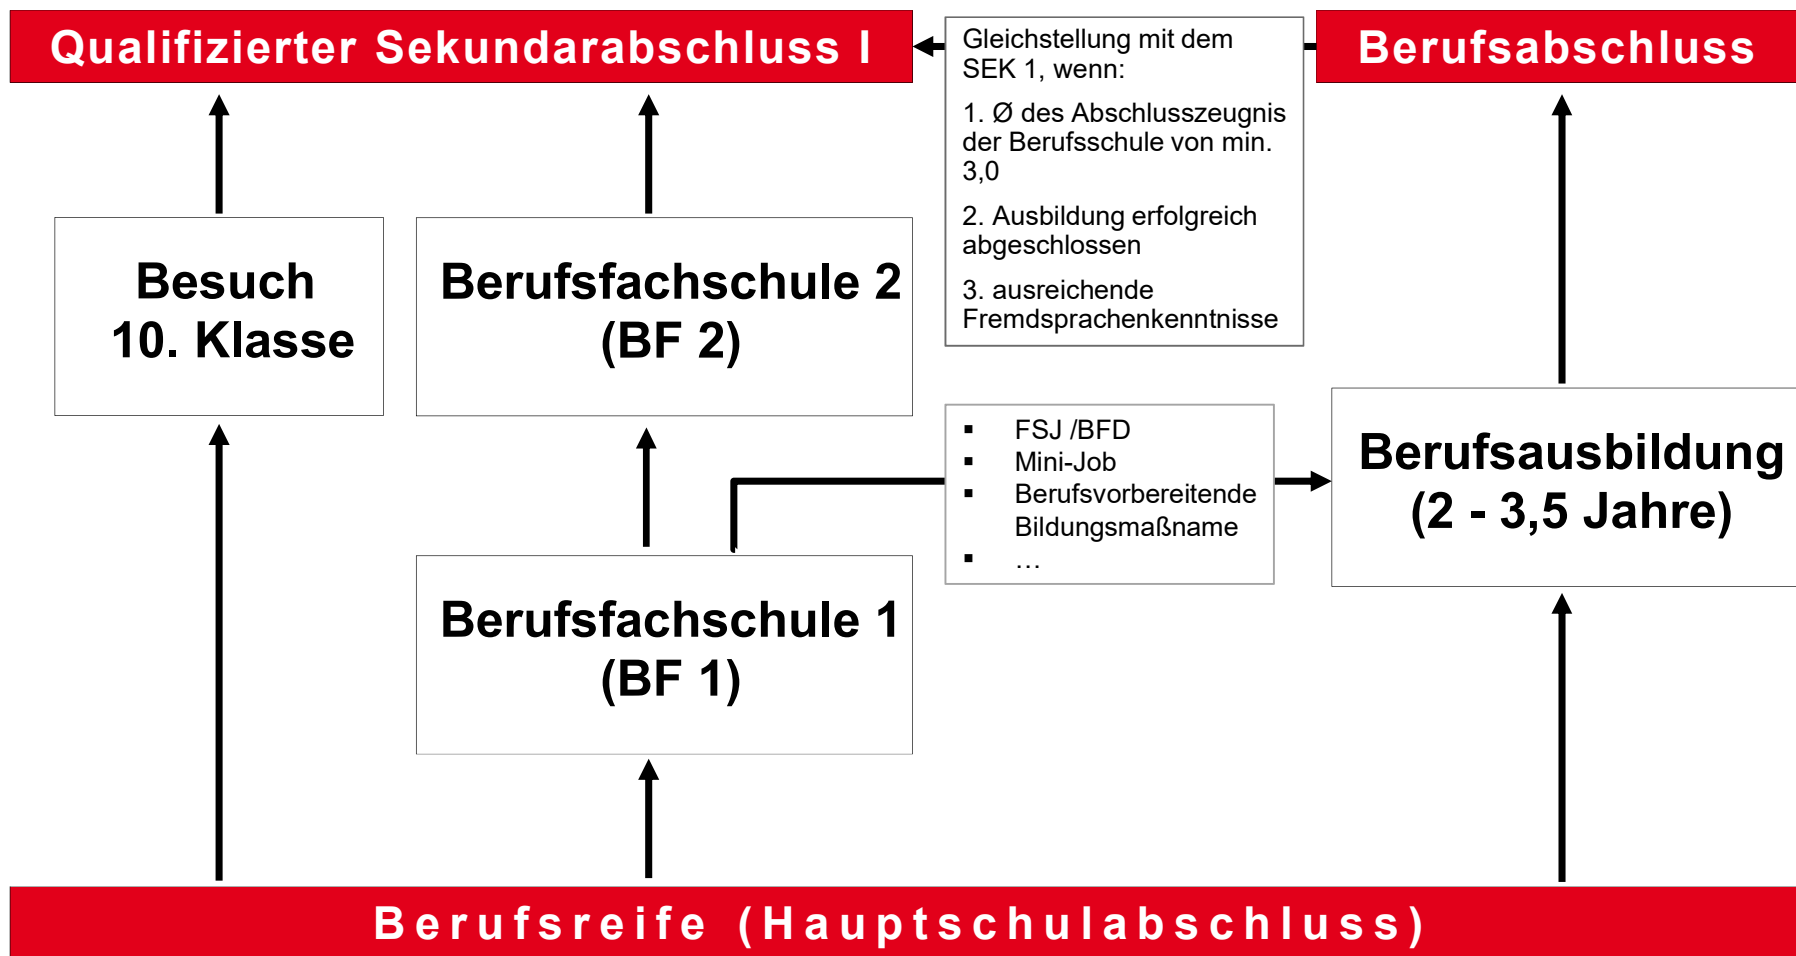 Qualifizierter Sekundarabschluss I
Gleichstellung mit dem
SEK 1, wenn:
1. Ø des Abschlusszeugnis
der Berufsschule von min.
3,0
2. Ausbildung erfolgreich
abgeschlossen
3. ausreichende
Fremdsprachenkenntnisse
Berufsabschluss
Besuch
10. Klasse
Berufsfachschule 2
(BF 2)
▪ FSJ /BFD
▪ Mini-Job
▪ Berufsvorbereitende
Bildungsmaßname
▪ …
Berufsausbildung
(2 - 3,5 Jahre)
Berufsfachschule 1
(BF 1)
Berufsreife (Hauptschulabschluss)